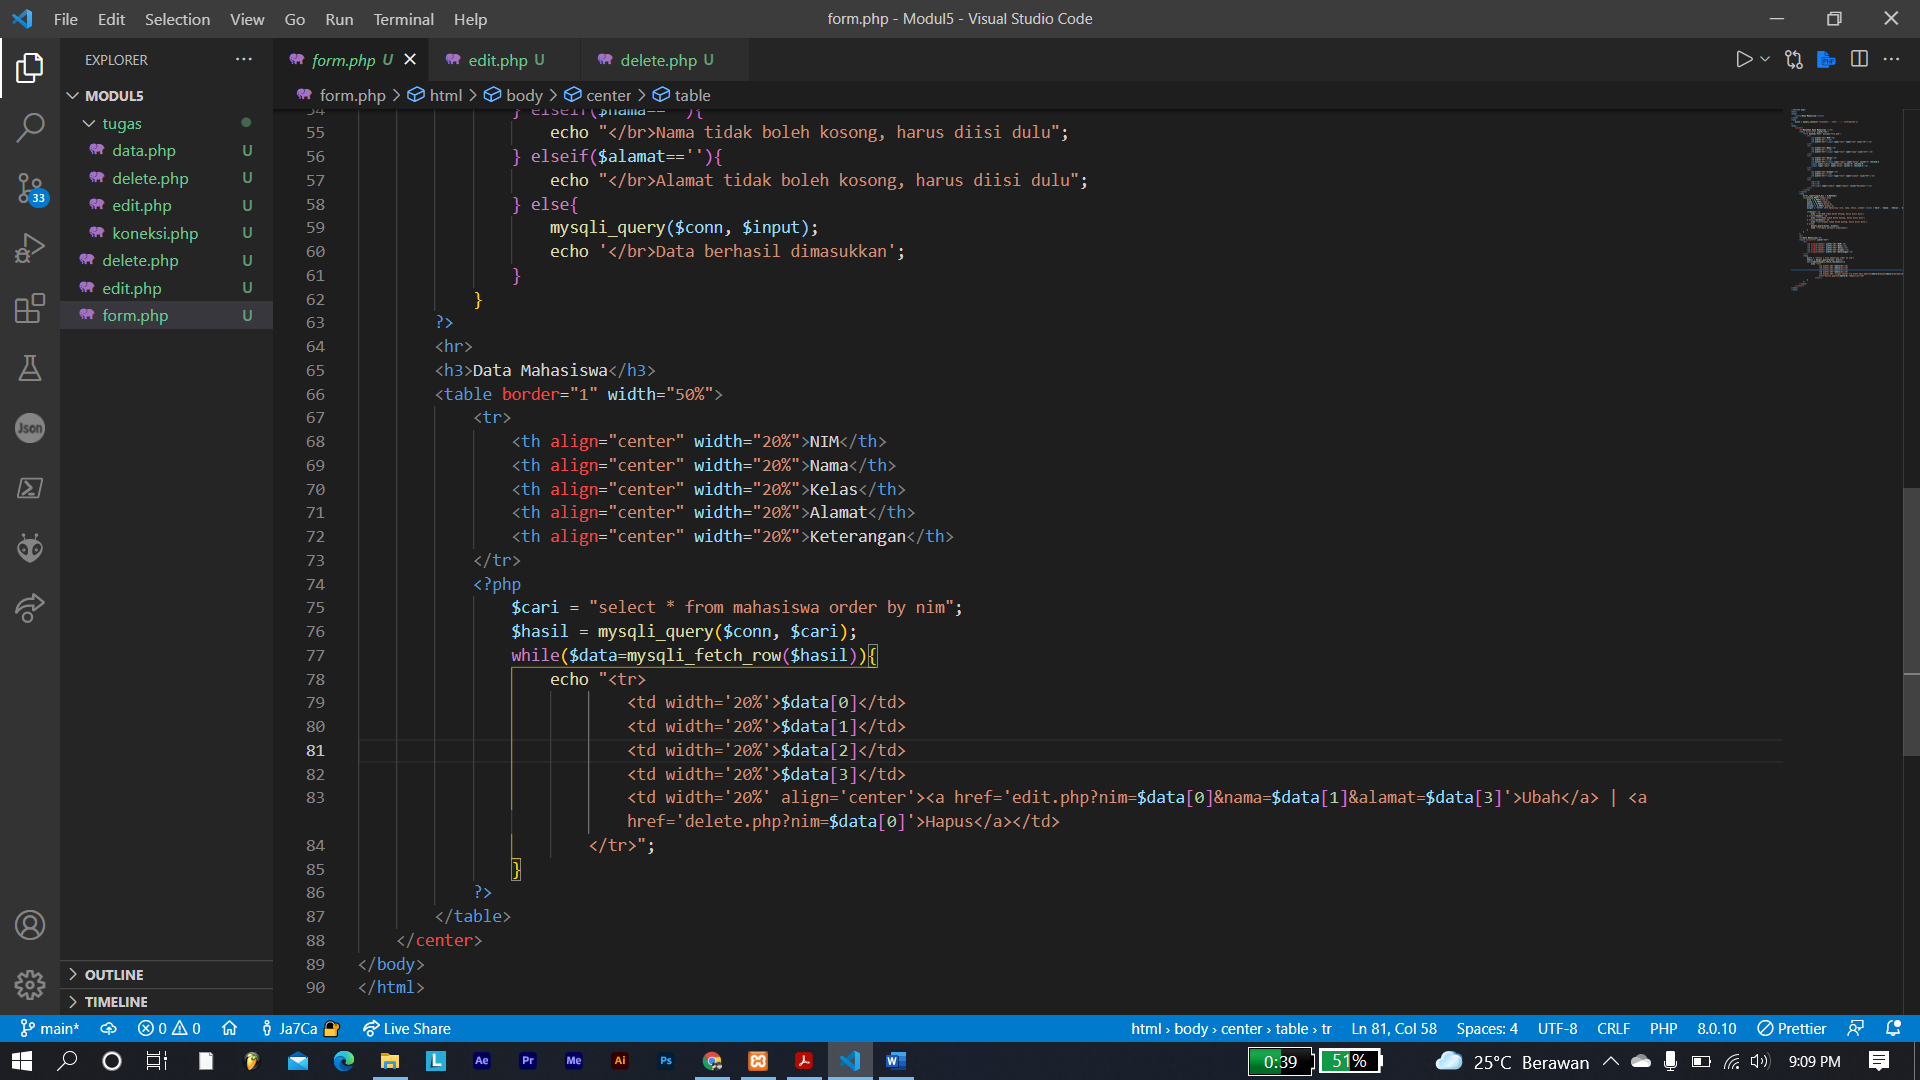 File Edit Selection View Go Run Terminal Help
form.php - Modul5 - Visual Studio Code
EXPLORER
MODUL5
tugas
data.php U
delete.php U
edit.php U
koneksi.php U
delete.php U
edit.php U
form.php U
OUTLINE
TIMELINE
33
Json
form.php U
edit.php U
delete.php U
form.php > html > body > center > table
54 } elseif($nama==''){
55 echo "</br>Nama tidak boleh kosong, harus diisi dulu";
56 } elseif($alamat==''){
57 echo "</br>Alamat tidak boleh kosong, harus diisi dulu";
58 } else{
59 mysqli_query($conn, $input);
60 echo '</br>Data berhasil dimasukkan';
61 }
62 }
63 ?>
64 <hr>
65 <h3>Data Mahasiswa</h3>
66 <table border="1" width="50%">
67 <tr>
68 <th align="center" width="20%">NIM</th>
69 <th align="center" width="20%">Nama</th>
70 <th align="center" width="20%">Kelas</th>
71 <th align="center" width="20%">Alamat</th>
72 <th align="center" width="20%">Keterangan</th>
73 </tr>
74 <?php
75 $cari = "select * from mahasiswa order by nim";
76 $hasil = mysqli_query($conn, $cari);
77 while($data=mysqli_fetch_row($hasil)){
78 echo "<tr>
79 <td width='20%'>$data[0]</td>
80 <td width='20%'>$data[1]</td>
81 <td width='20%'>$data[2]</td>
82 <td width='20%'>$data[3]</td>
83 <td width='20%' align='center'><a href='edit.php?nim=$data[0]&nama=$data[1]&alamat=$data[3]'>Ubah</a> | <a
href='delete.php?nim=$data[0]'>Hapus</a></td>
84 </tr>";
85 }
86 ?>
87 </table>
88 </center>
89 </body>
90 </html>
main* 0 0 Ja7Ca Live Share
html > body > center > table > tr Ln 81, Col 58 Spaces: 4 UTF-8 CRLF PHP 8.0.10 Prettier
L Ae Pr Me Ai Ps W
0:39 51% 25°C Berawan 9:09 PM